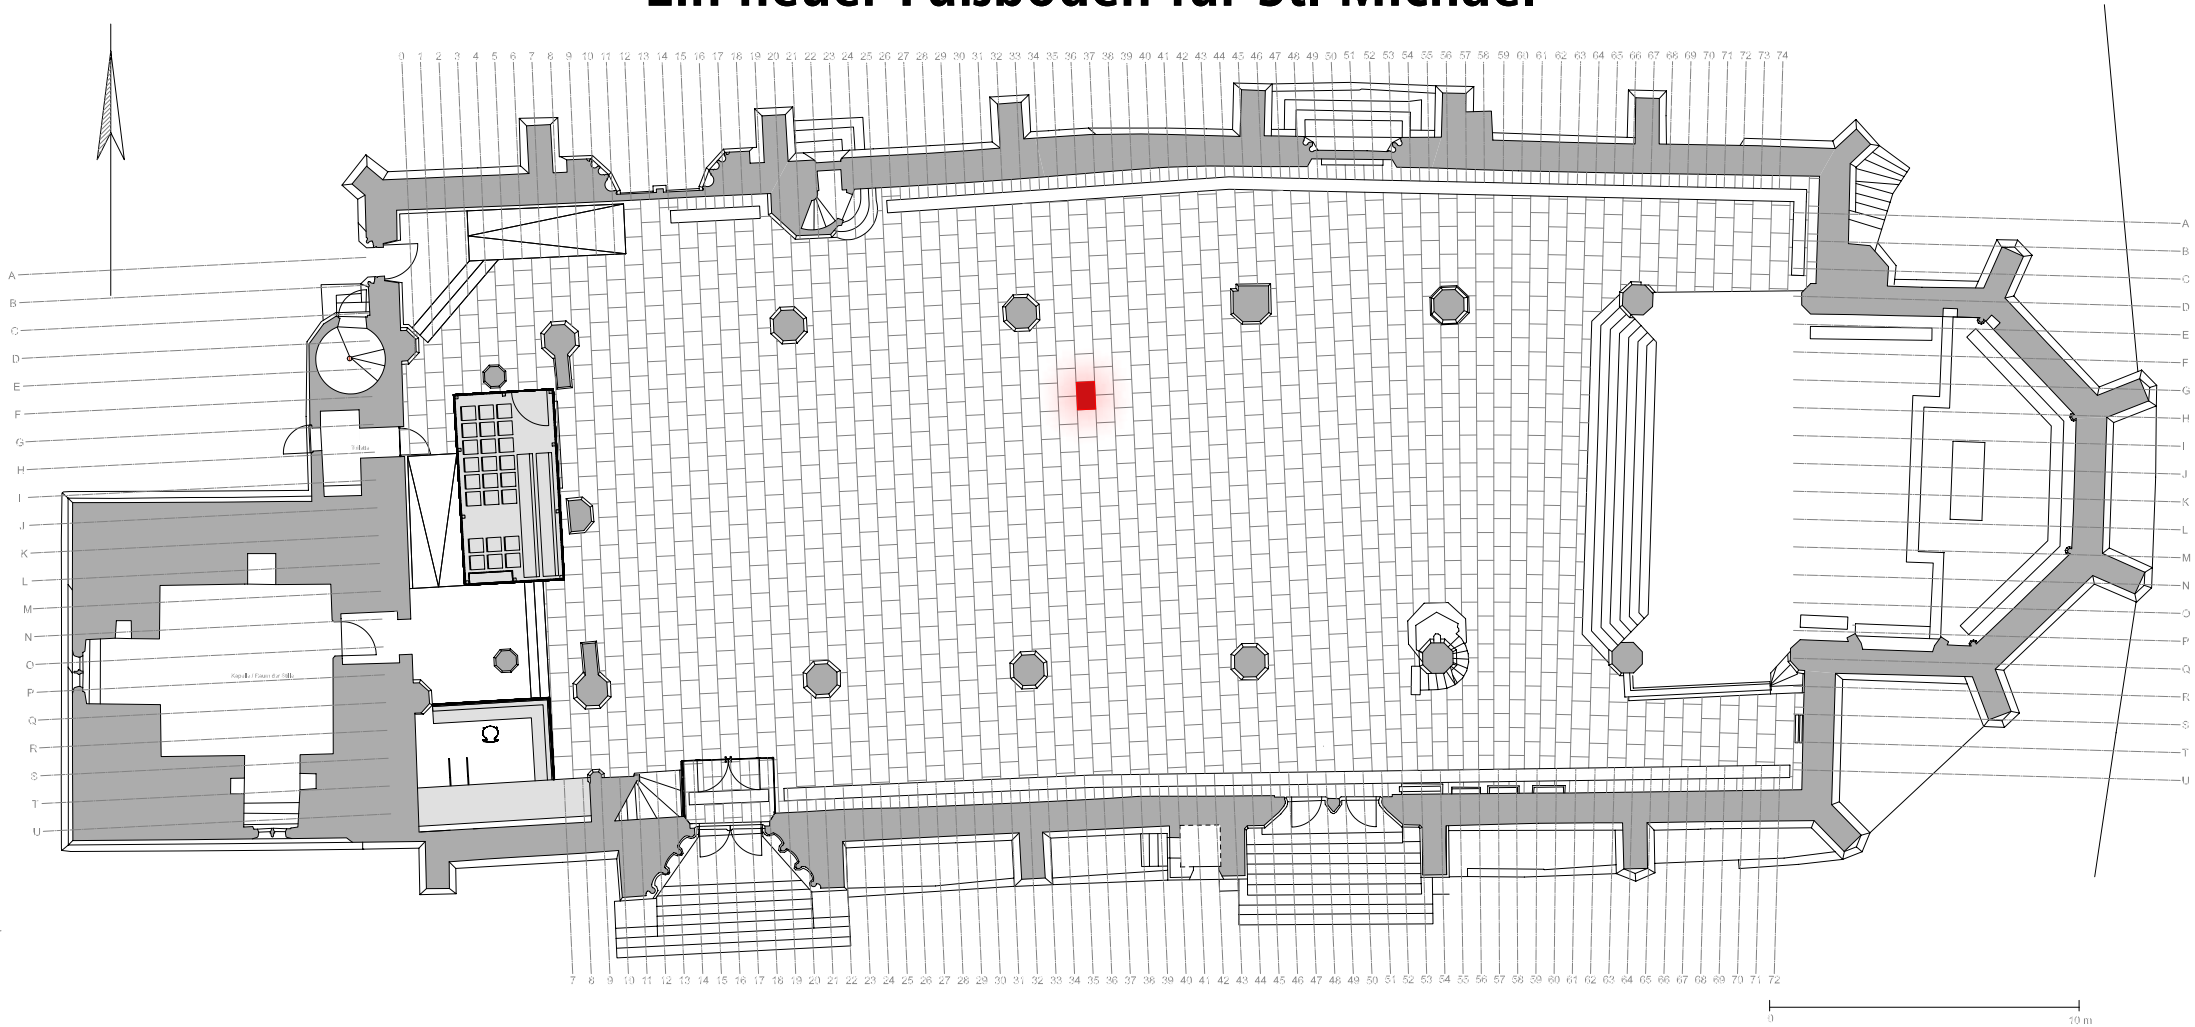 Ein neuer Fußboden für St. Michael
0 1 2 3 4 5 6 7 8 9 10 11 12 13 14 15 16 17 18 19 20 21 22 23 24 25 26 27 28 29 30 31 32 33 34 35 36 37 38 39 40 41 42 43 44 45 46 47 48 49 50 51 52 53 54 55 56 57 58 59 60 61 62 63 64 65 66 67 68 69 70 71 72 73 74
A
B
C
D
E
F
G
H
I
J
K
L
M
N
O
P
Q
R
S
T
U
Kapelle / Raum der Stille
A
B
C
D
E
F
G
H
I
J
K
L
M
N
O
P
Q
R
S
T
U
7 8 9 10 11 12 13 14 15 16 17 18 19 20 21 22 23 24 25 26 27 28 29 30 31 32 33 34 35 36 37 38 39 40 41 42 43 44 45 46 47 48 49 50 51 52 53 54 55 56 57 58 59 60 61 62 63 64 65 66 67 68 69 70 71 72
0 10 m